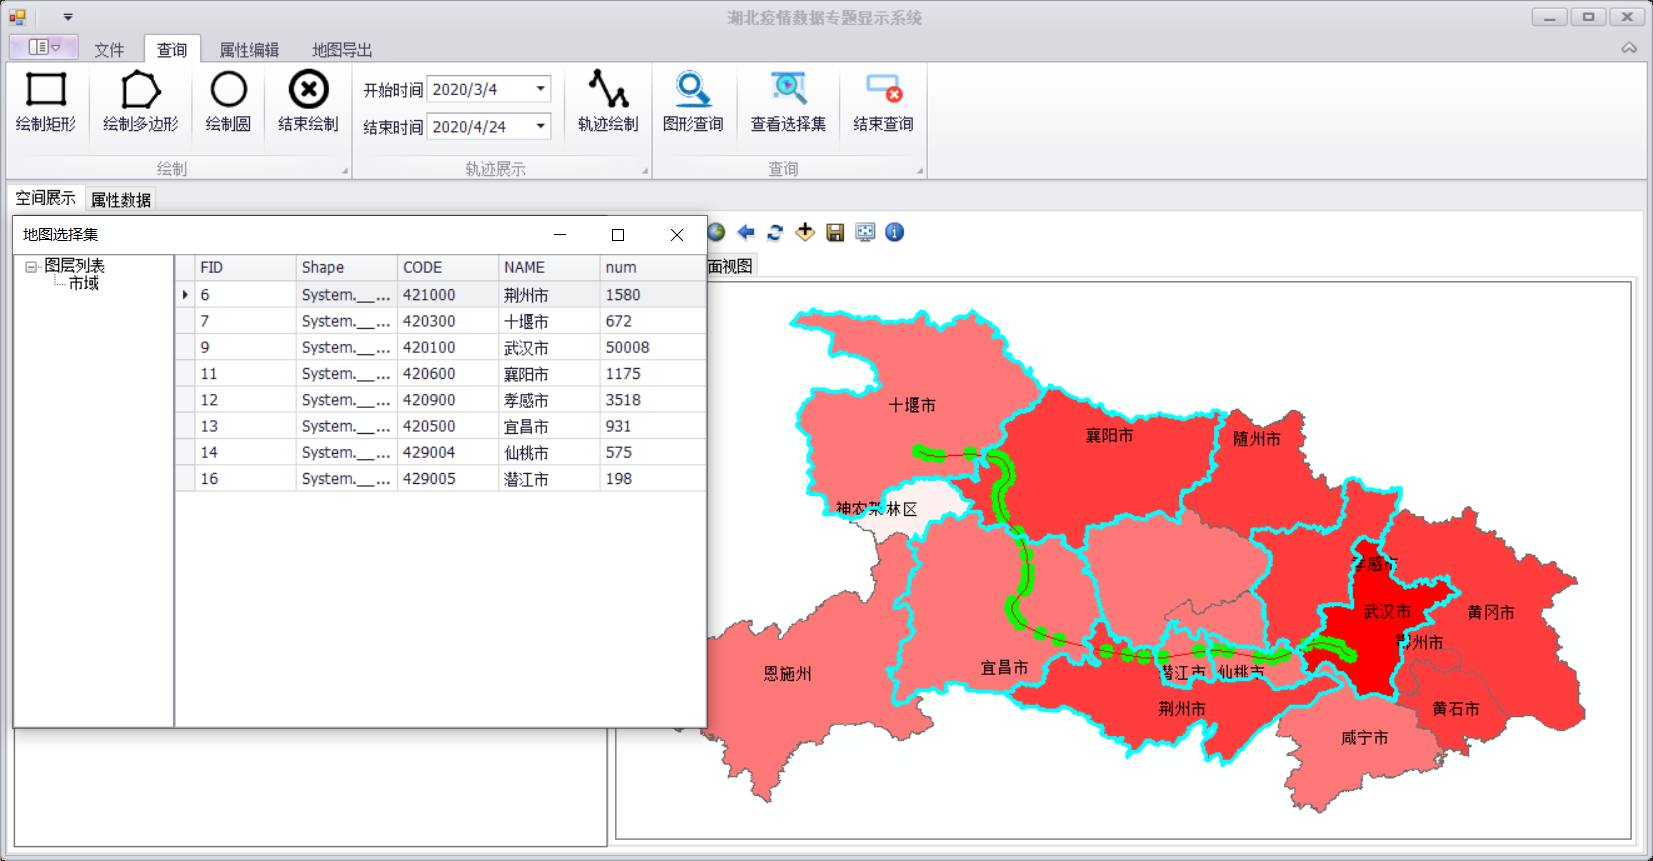 湖北疫情数据专题显示系统
文件
查询
属性编辑
地图导出
绘制矩形
绘制多边形
绘制圆
结束绘制
开始时间 2020/3/4
结束时间 2020/4/24
轨迹绘制
图形查询
查看选择集
结束查询
绘制
轨迹展示
查询
空间展示
属性数据
地图选择集
图层列表
市域
FID Shape CODE NAME num
6 System.__... 421000 荆州市 1580
7 System.__... 420300 十堰市 672
9 System.__... 420100 武汉市 50008
11 System.__... 420600 襄阳市 1175
12 System.__... 420900 孝感市 3518
13 System.__... 420500 宜昌市 931
14 System.__... 429004 仙桃市 575
16 System.__... 429005 潜江市 198
面视图
十堰市
襄阳市
随州市
神农架林区
孝感市
武汉市
黄冈市
鄂州市
恩施州
宜昌市
潜江市
仙桃市
荆州市
黄石市
咸宁市